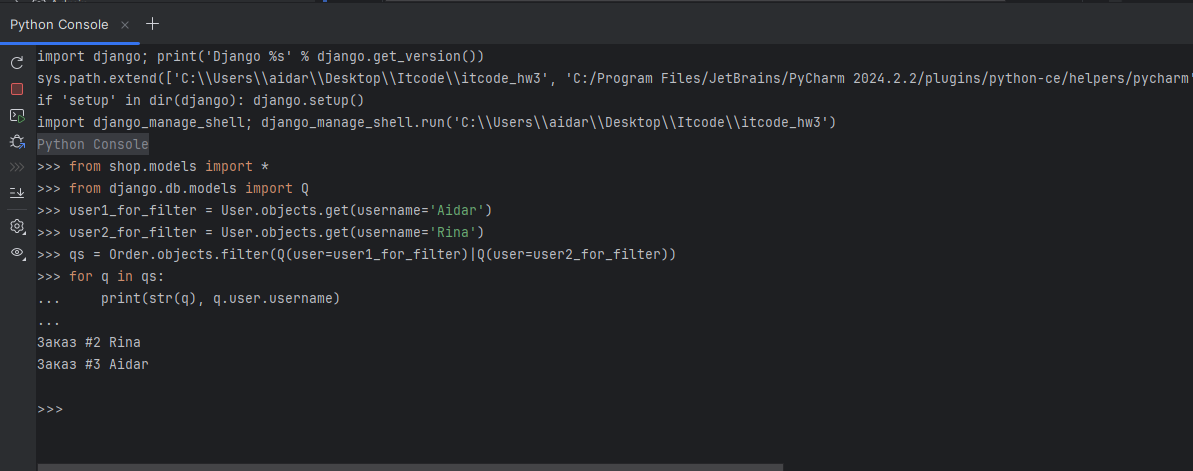 Python Console
import django; print('Django %s' % django.get_version())
sys.path.extend(['C:\\Users\\aidar\\Desktop\\Itcode\\itcode_hw3', 'C:/Program Files/JetBrains/PyCharm 2024.2.2/plugins/python-ce/helpers/pycharm'
if 'setup' in dir(django): django.setup()
import django_manage_shell; django_manage_shell.run('C:\\Users\\aidar\\Desktop\\Itcode\\itcode_hw3')
Python Console
>>> from shop.models import *
>>> from django.db.models import Q
>>> user1_for_filter = User.objects.get(username='Aidar')
>>> user2_for_filter = User.objects.get(username='Rina')
>>> qs = Order.objects.filter(Q(user=user1_for_filter)|Q(user=user2_for_filter))
>>> for q in qs:
...     print(str(q), q.user.username)
...
Заказ #2 Rina
Заказ #3 Aidar
>>>